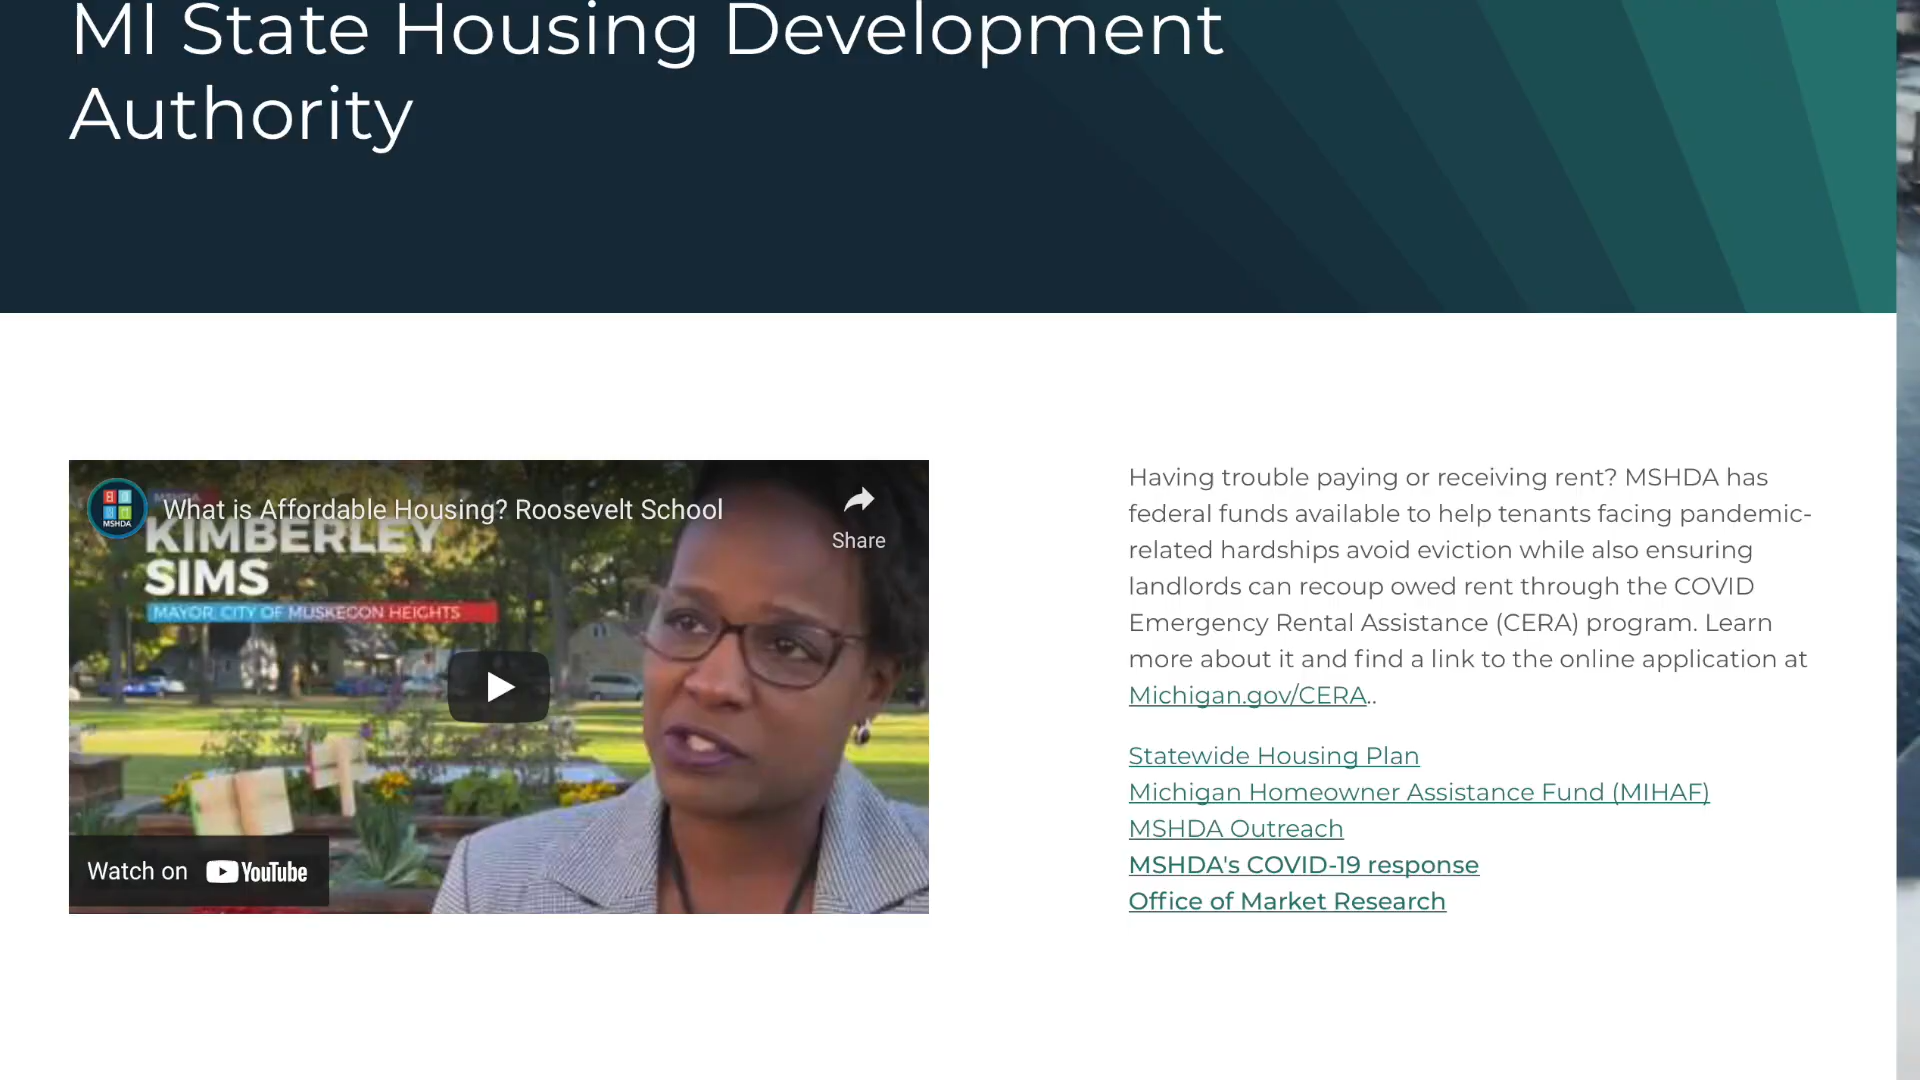 MI State Housing Development
Authority
What is Affordable Housing? Roosevelt School
MSHDA
Share
KIMBERLEY
SIMS
MAYOR, CITY OF MUSKEGON HEIGHTS
Watch on YouTube
Having trouble paying or receiving rent? MSHDA has
federal funds available to help tenants facing pandemic-
related hardships avoid eviction while also ensuring
landlords can recoup owed rent through the COVID
Emergency Rental Assistance (CERA) program. Learn
more about it and find a link to the online application at
Michigan.gov/CERA..
Statewide Housing Plan
Michigan Homeowner Assistance Fund (MIHAF)
MSHDA Outreach
MSHDA's COVID-19 response
Office of Market Research